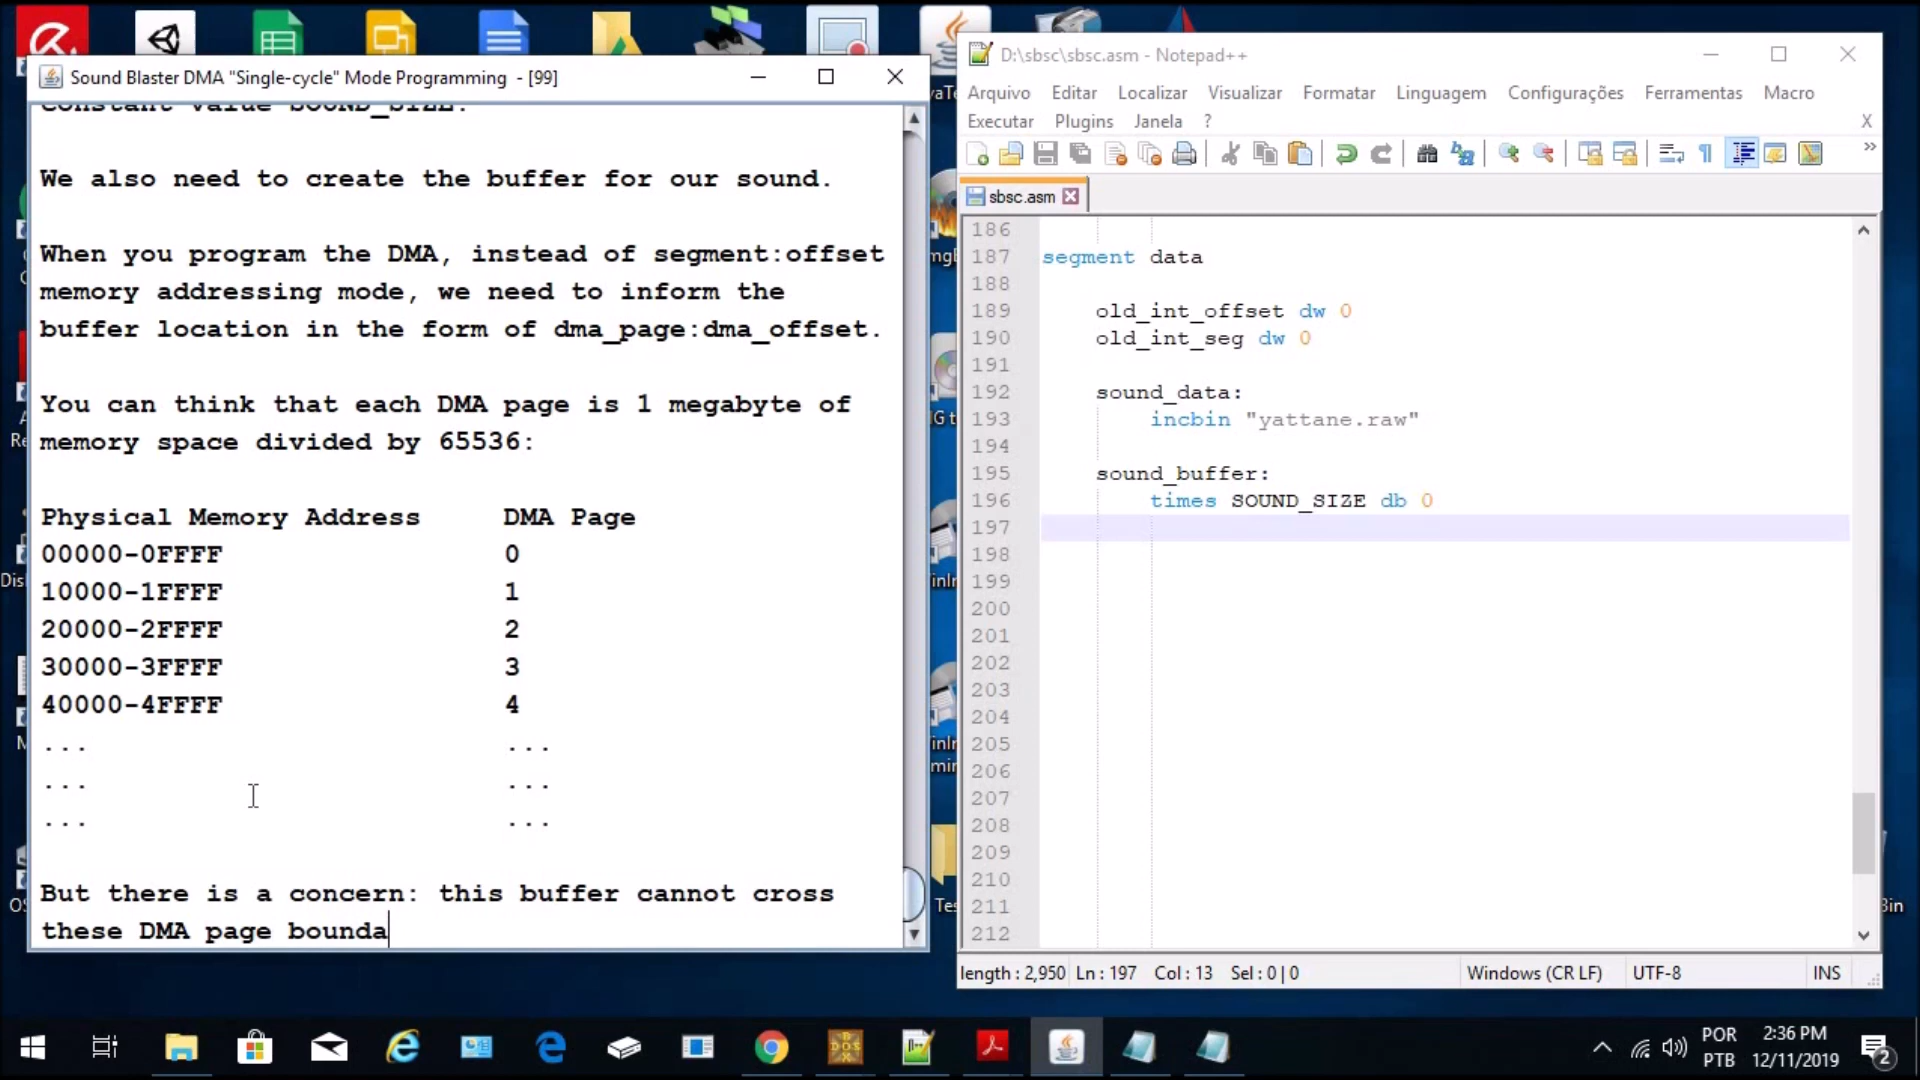 Sound Blaster DMA "Single-cycle" Mode Programming - [99]
constant value SOUND_SIZE.
We also need to create the buffer for our sound.
When you program the DMA, instead of segment:offset
memory addressing mode, we need to inform the
buffer location in the form of dma_page:dma_offset.
You can think that each DMA page is 1 megabyte of
memory space divided by 65536:
Physical Memory Address DMA Page
00000-0FFFF 0
10000-1FFFF 1
20000-2FFFF 2
30000-3FFFF 3
40000-4FFFF 4
... ...
... ...
... ...
But there is a concern: this buffer cannot cross
these DMA page bounda
D:\sbsc\sbsc.asm - Notepad++
Arquivo Editar Localizar Visualizar Formatar Linguagem Configurações Ferramentas Macro
Executar Plugins Janela ? X
sbsc.asm
186
187 segment data
188
189 old_int_offset dw 0
190 old_int_seg dw 0
191
192 sound_data:
193 incbin "yattane.raw"
194
195 sound_buffer:
196 times SOUND_SIZE db 0
197
198
199
200
201
202
203
204
205
206
207
208
209
210
211
212
length : 2,950 Ln : 197 Col : 13 Sel : 0 | 0 Windows (CR LF) UTF-8 INS
POR
PTB
2:36 PM
12/11/2019
2